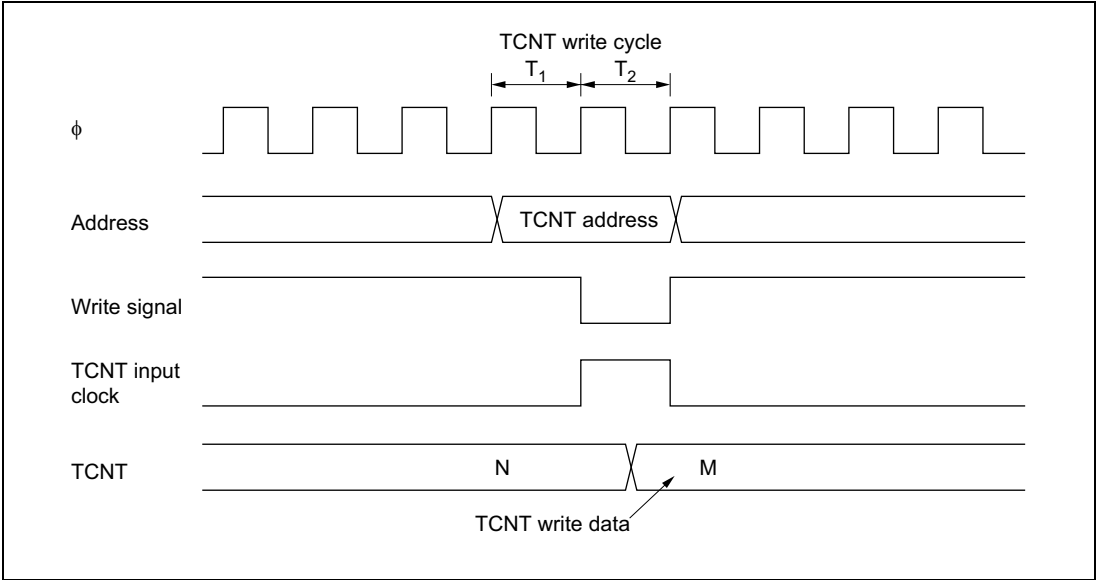 TCNT write cycle
T1 T2
ϕ
Address
TCNT address
Write signal
TCNT input
clock
TCNT
N
M
TCNT write data